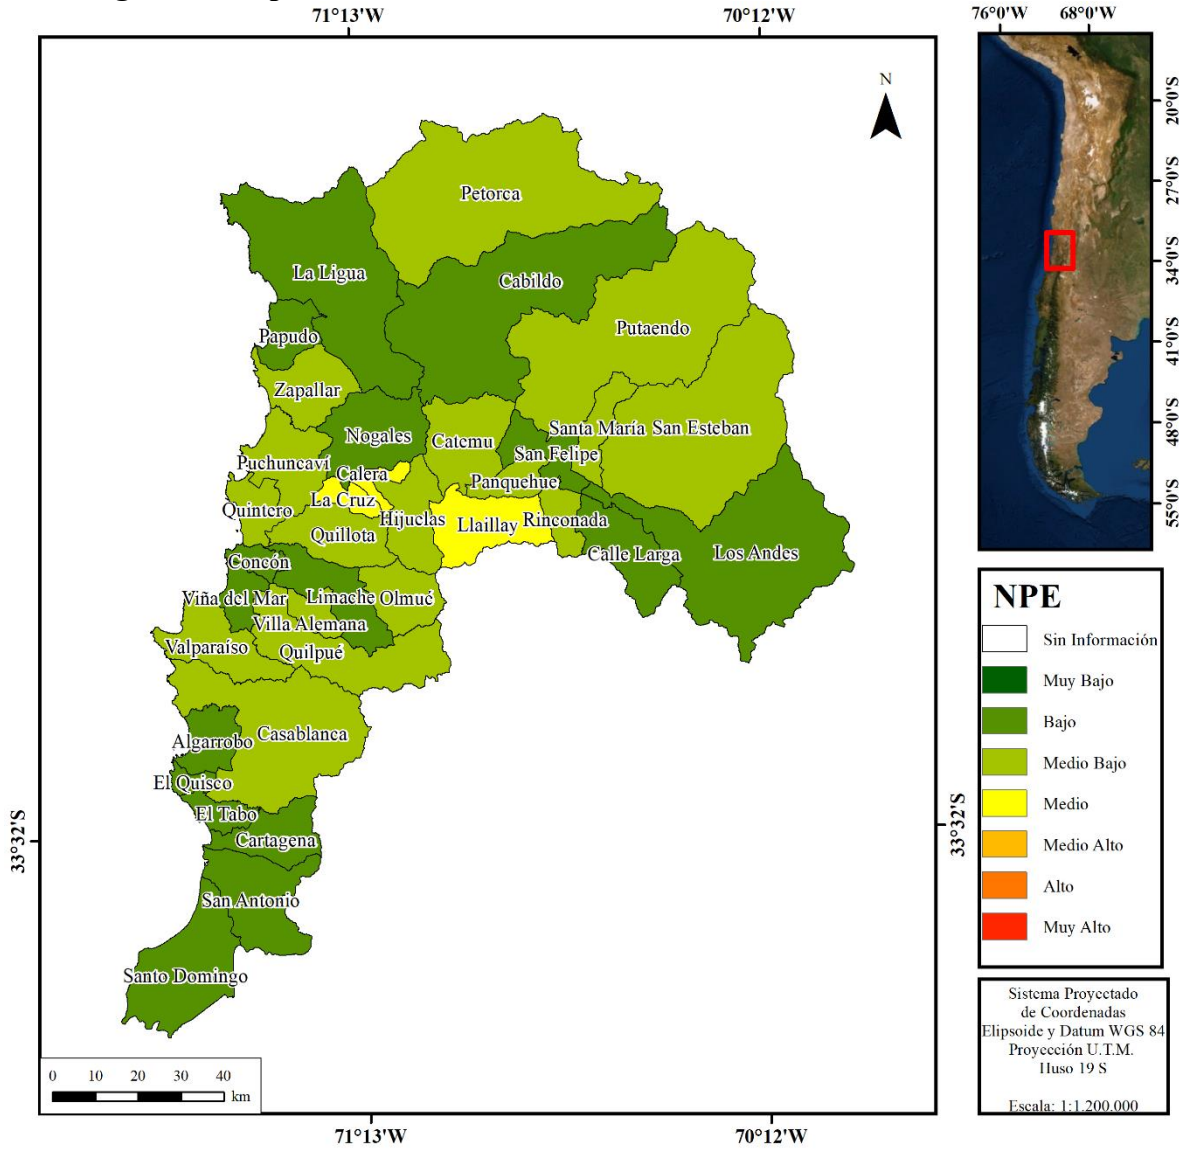 71°13'W
70°12'W
76°0'W
68°0'W
N
20°0'S
27°0'S
34°0'S
41°0'S
48°0'S
55°0'S
Petorca
La Ligua
Cabildo
Putaendo
Papudo
Zapallar
Santa María
San Esteban
Nogales
Catemu
San Felipe
Puchuncaví
Calera
Panquehue
La Cruz
Quintero
Hijuelas
Llaillay
Rinconada
Quillota
Calle Larga
Los Andes
Concón
Viña del Mar
Limache
Olmué
Villa Alemana
Valparaíso
Quilpué
Casablanca
Algarrobo
El Quisco
El Tabo
Cartagena
San Antonio
Santo Domingo
33°32'S
33°32'S
NPE
Sin Información
Muy Bajo
Bajo
Medio Bajo
Medio
Medio Alto
Alto
Muy Alto
Sistema Proyectado
de Coordenadas
Elipsoide y Datum WGS 84
Proyección U.T.M.
Huso 19 S
Escala: 1:1.200.000
0 10 20 30 40
km
71°13'W
70°12'W